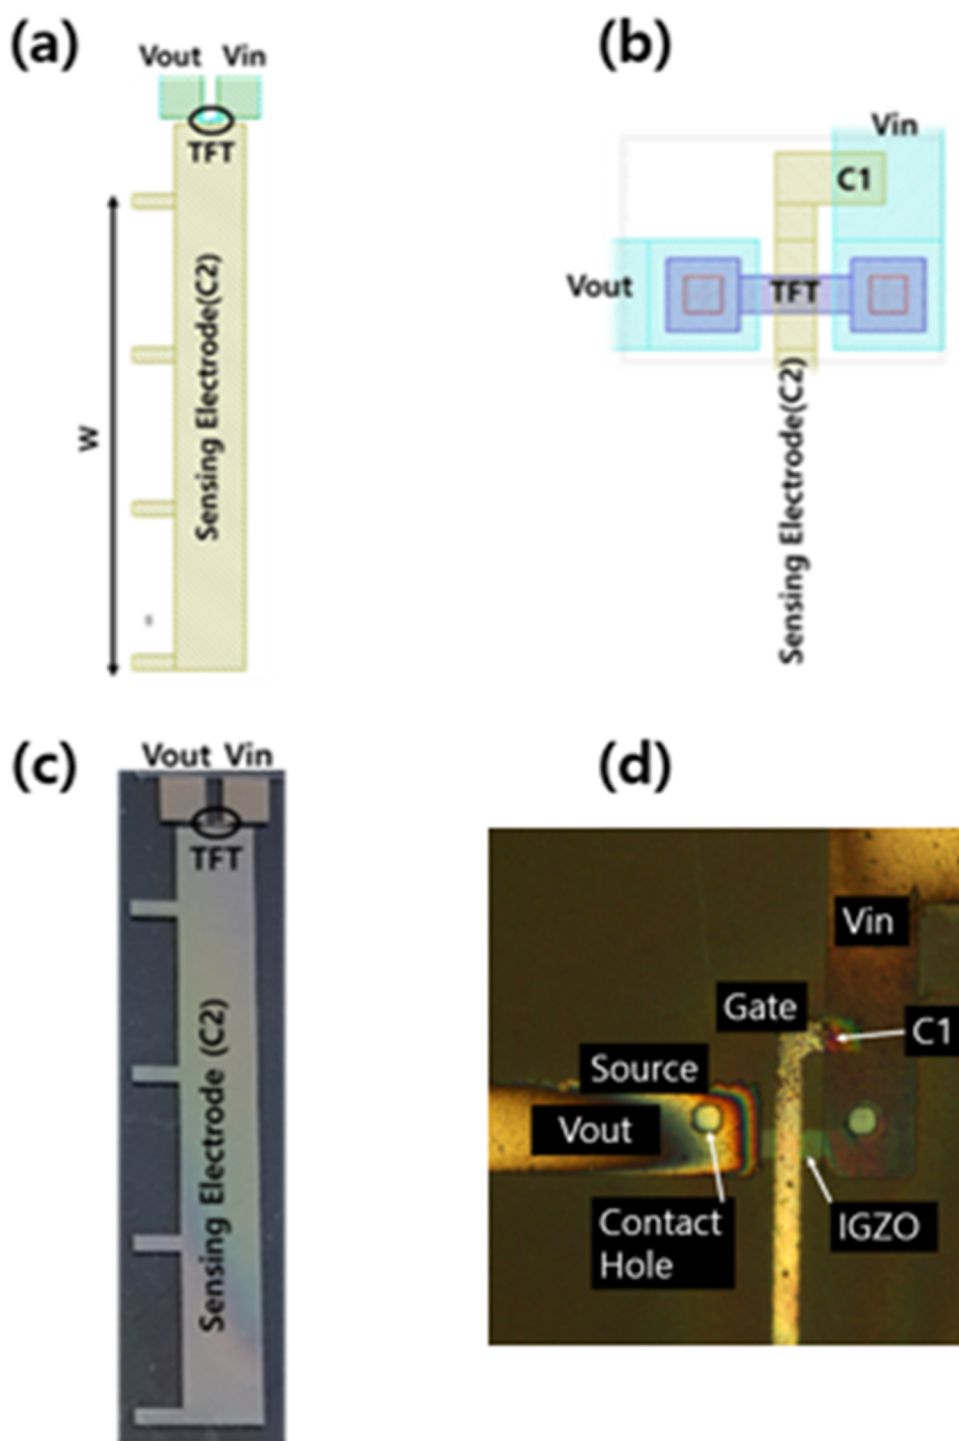 (a)
Vout Vin
TFT
W
Sensing Electrode(C2)
(b)
Vin
C1
Vout
TFT
Sensing Electrode(C2)
(c)
Vout Vin
TFT
Sensing Electrode (C2)
(d)
Vin
Gate
C1
Source
Vout
Contact
Hole
IGZO